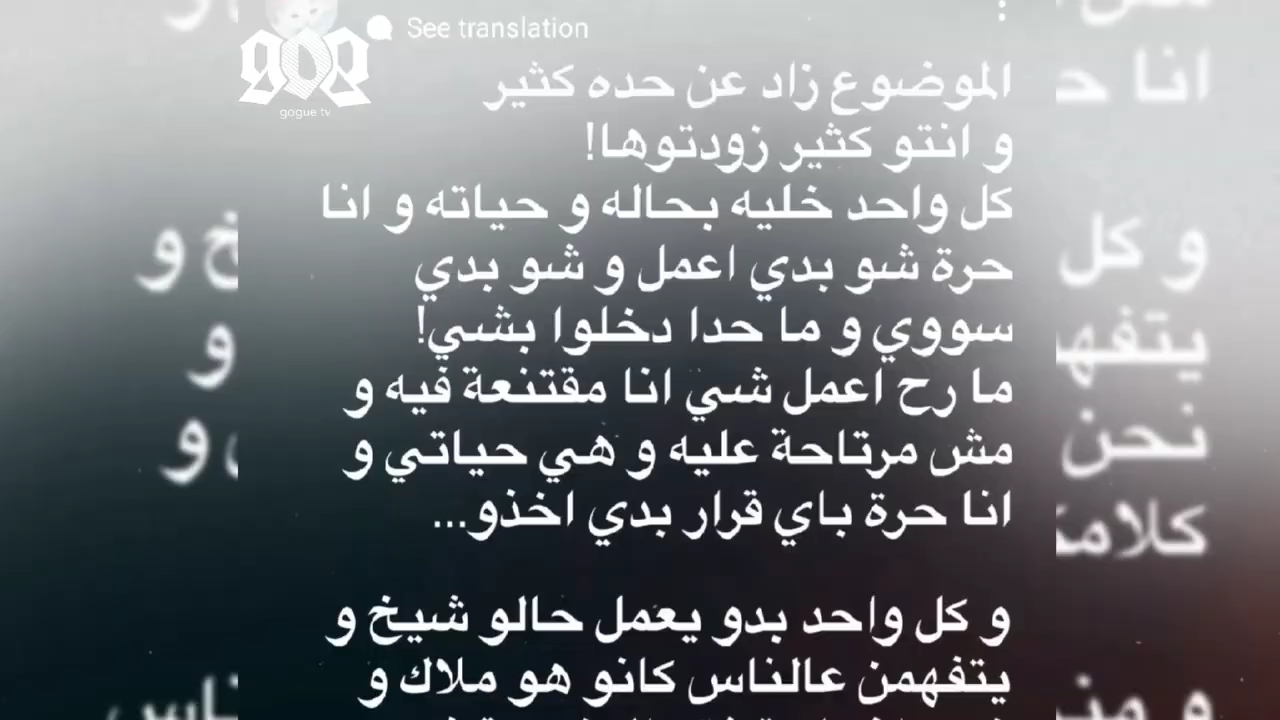 See translation
gogue tv
الموضوع زاد عن حده كثير
و انتو كثير زودتوها!
كل واحد خليه بحاله و حياته و انا
حرة شو بدي اعمل و شو بدي
سووي و ما حدا دخلوا بشي!
ما رح اعمل شي انا مقتنعة فيه و
مش مرتاحة عليه و هي حياتي و
انا حرة باي قرار بدي اخذو...
و كل واحد بدو يعمل حالو شيخ و
يتفهمن عالناس كانو هو ملاك و